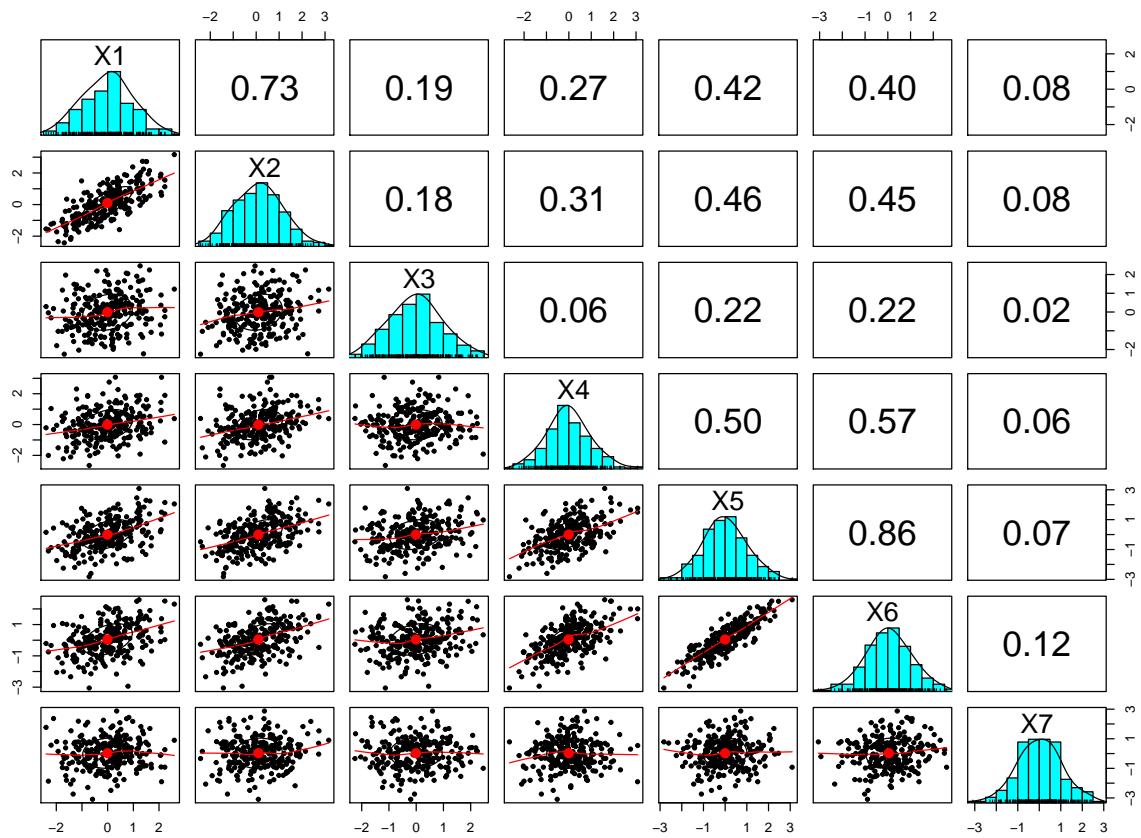 −2 0 1 2 3 −2 0 1 2 3 −3 −1 0 1 2
X1 0.73 0.19 0.27 0.42 0.40 0.08 −2 0 2
−2 0 2 X2 0.18 0.31 0.46 0.45 0.08
X3 0.06 0.22 0.22 0.02 −2 0 2
−2 0 2 X4 0.50 0.57 0.06
X5 0.86 0.07 −3 −1 1 3
−3 −1 1 X6 0.12
X7 −3 −1 1 3
−2 0 1 2 −2 0 1 2 −3 −1 0 1 2 3 −3 −1 0 1 2 3